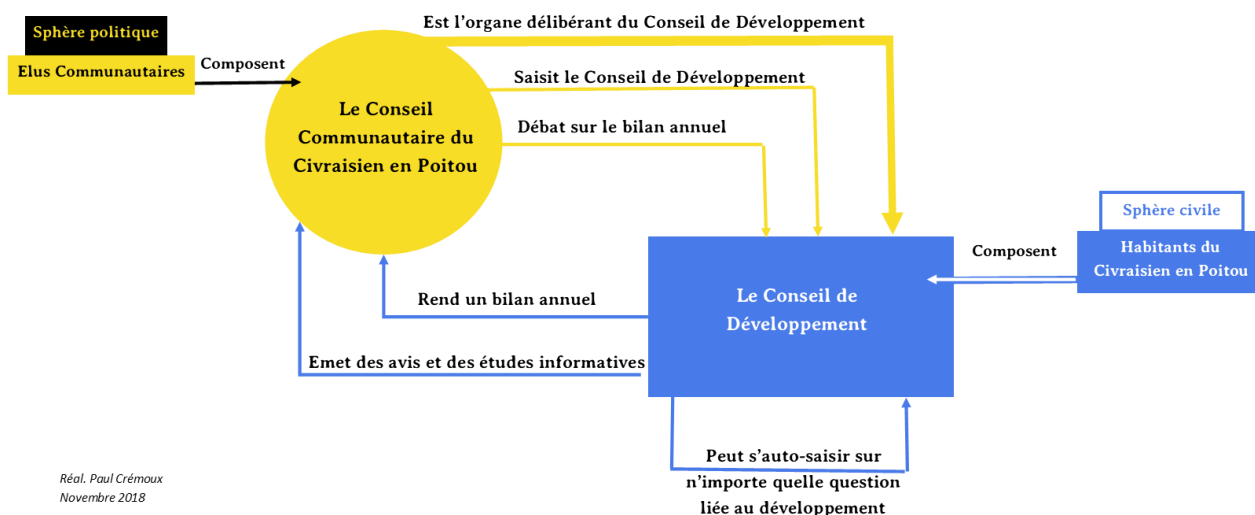 Est l’organe délibérant du Conseil de Développement
Sphère politique
Elus Communautaires
Composent
Saisit le Conseil de Développement
Le Conseil
Communautaire du
Civraisien en Poitou
Débat sur le bilan annuel
Sphère civile
Composent
Habitants du
Civraisien en Poitou
Le Conseil de
Développement
Rend un bilan annuel
Emet des avis et des études informatives
Peut s’auto-saisir sur
n’importe quelle question
liée au développement
Réal. Paul Crémoux
Novembre 2018